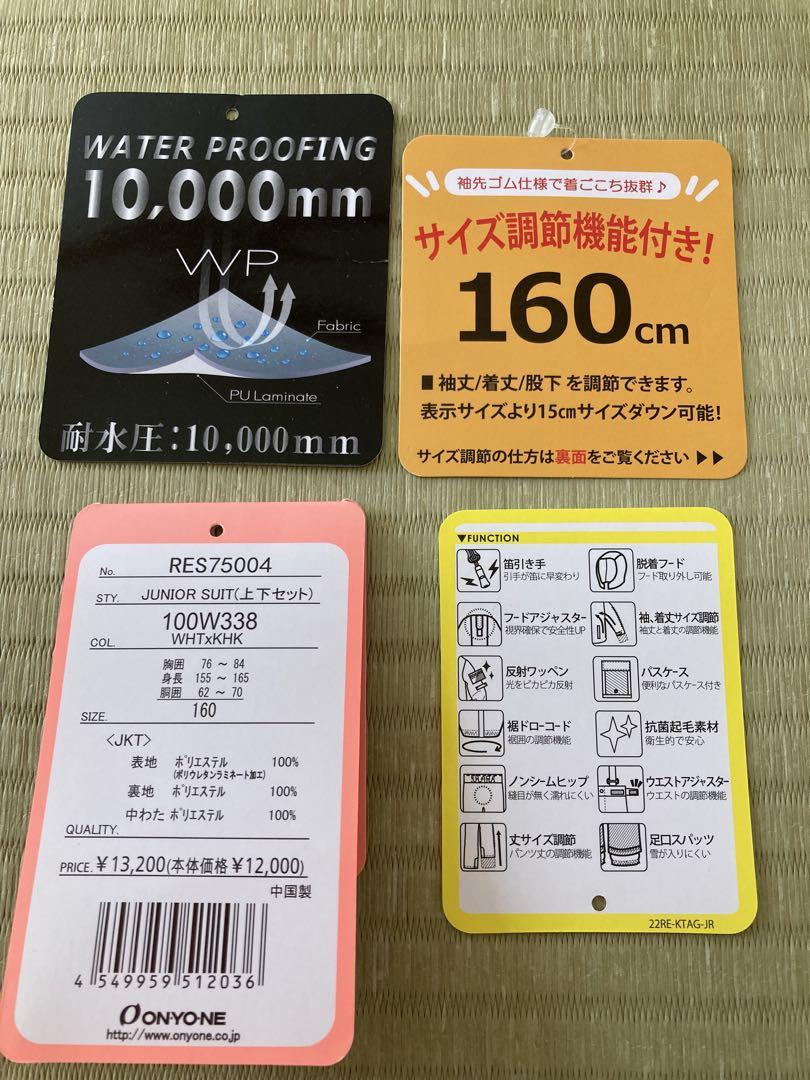 WATER PROOFING
10,000mm
WP
Fabric
PU Laminate
耐水圧:10,000mm
袖先ゴム仕様で着ごこち抜群♪
サイズ調節機能付き!
160cm
■ 袖丈/着丈/股下 を調節できます。
表示サイズより15cmサイズダウン可能!
サイズ調節の仕方は裏面をご覧ください ▶▶
No. RES75004
STY. JUNIOR SUIT(上下セット)
100W338
COL. WHTxKHK
胸囲 76 ～ 84
身長 155 ～ 165
胴囲 62 ～ 70
SIZE. 160
〈JKT〉
表地 ポリエステル 100%
(ポリウレタンラミネート加工)
裏地 ポリエステル 100%
中わた ポリエステル 100%
QUALITY.
PRICE. ¥13,200(本体価格¥12,000)
中国製
4 549959 512036
ON・YO・NE
http://www.onyone.co.jp
▼FUNCTION
笛引き手
引手が笛に早変わり
脱着フード
フード取り外し可能
フードアジャスター
視界確保で安全性UP
袖、着丈サイズ調節
袖丈と着丈の調節機能
反射ワッペン
光をピカピカ反射
パスケース
便利なパスケース付き
裾ドローコード
裾囲の調節機能
抗菌起毛素材
衛生的で安心
ノンシームヒップ
縫目が無く濡れにくい
ウエストアジャスター
ウエストの調節機能
丈サイズ調節
パンツ丈の調節機能
足口スパッツ
雪が入りにくい
22RE-KTAG-JR